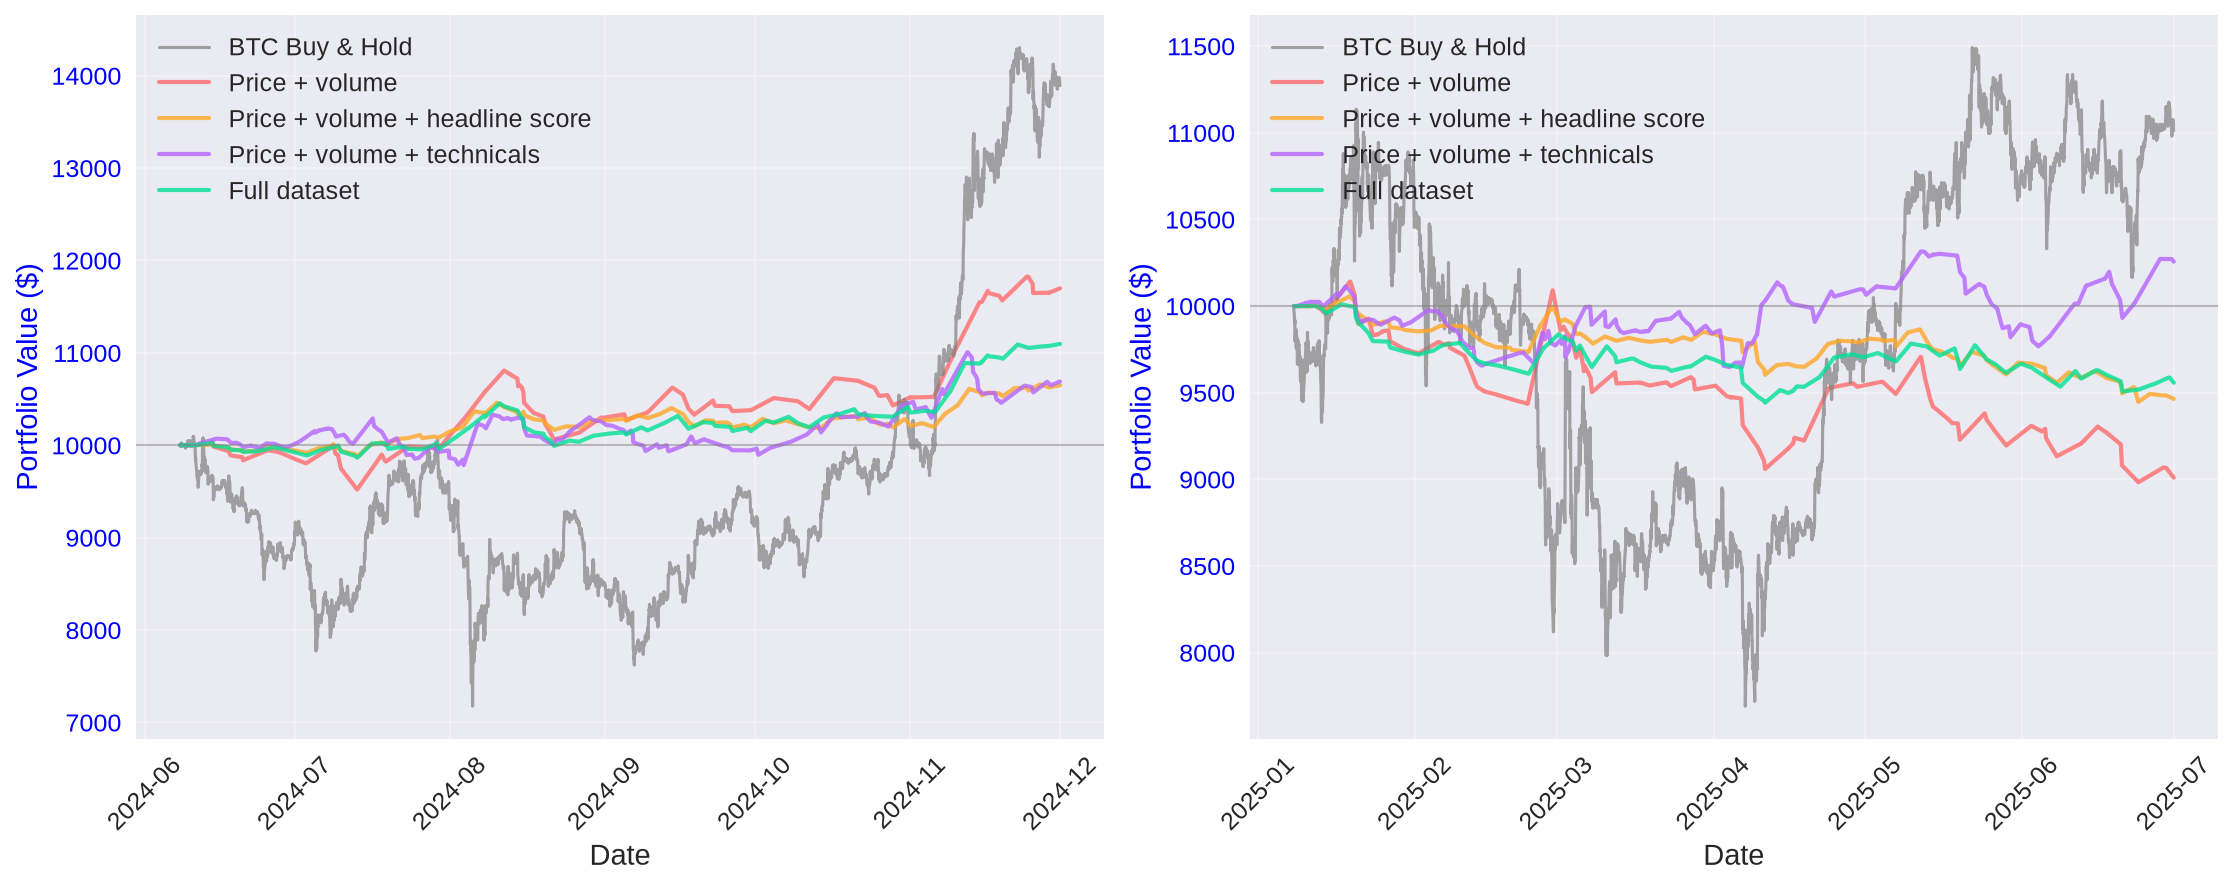 BTC Buy & Hold
Price + volume
Price + volume + headline score
Price + volume + technicals
Full dataset
14000
13000
12000
11000
10000
9000
8000
7000
Portfolio Value ($)
2024-06
2024-07
2024-08
2024-09
2024-10
2024-11
2024-12
Date
BTC Buy & Hold
Price + volume
Price + volume + headline score
Price + volume + technicals
Full dataset
11500
11000
10500
10000
9500
9000
8500
8000
Portfolio Value ($)
2025-01
2025-02
2025-03
2025-04
2025-05
2025-06
2025-07
Date